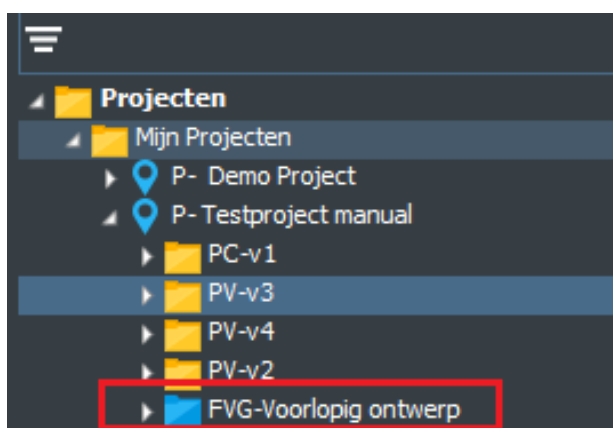 Projecten
Mijn Projecten
P- Demo Project
P- Testproject manual
PC-v1
PV-v3
PV-v4
PV-v2
FVG-Voorlopig ontwerp